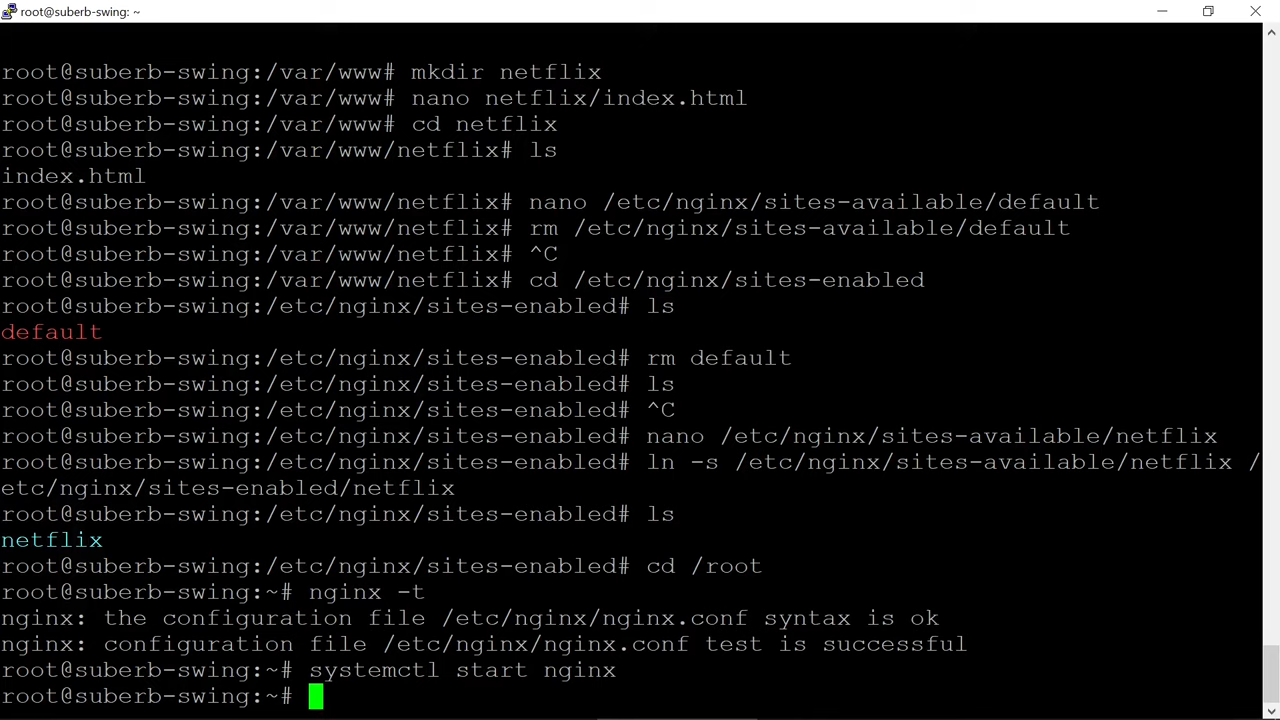 root@suberb-swing: ~
root@suberb-swing:/var/www# mkdir netflix
root@suberb-swing:/var/www# nano netflix/index.html
root@suberb-swing:/var/www# cd netflix
root@suberb-swing:/var/www/netflix# ls
index.html
root@suberb-swing:/var/www/netflix# nano /etc/nginx/sites-available/default
root@suberb-swing:/var/www/netflix# rm /etc/nginx/sites-available/default
root@suberb-swing:/var/www/netflix# ^C
root@suberb-swing:/var/www/netflix# cd /etc/nginx/sites-enabled
root@suberb-swing:/etc/nginx/sites-enabled# ls
default
root@suberb-swing:/etc/nginx/sites-enabled# rm default
root@suberb-swing:/etc/nginx/sites-enabled# ls
root@suberb-swing:/etc/nginx/sites-enabled# ^C
root@suberb-swing:/etc/nginx/sites-enabled# nano /etc/nginx/sites-available/netflix
root@suberb-swing:/etc/nginx/sites-enabled# ln -s /etc/nginx/sites-available/netflix /
etc/nginx/sites-enabled/netflix
root@suberb-swing:/etc/nginx/sites-enabled# ls
netflix
root@suberb-swing:/etc/nginx/sites-enabled# cd /root
root@suberb-swing:~# nginx -t
nginx: the configuration file /etc/nginx/nginx.conf syntax is ok
nginx: configuration file /etc/nginx/nginx.conf test is successful
root@suberb-swing:~# systemctl start nginx
root@suberb-swing:~#